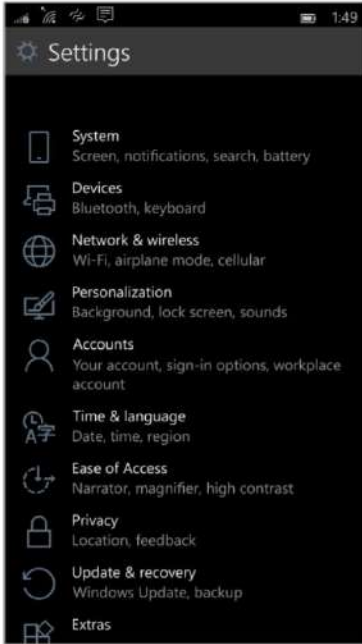 1:49
Settings
System
Screen, notifications, search, battery
Devices
Bluetooth, keyboard
Network & wireless
Wi-Fi, airplane mode, cellular
Personalization
Background, lock screen, sounds
Accounts
Your account, sign-in options, workplace
account
Time & language
Date, time, region
Ease of Access
Narrator, magnifier, high contrast
Privacy
Location, feedback
Update & recovery
Windows Update, backup
Extras